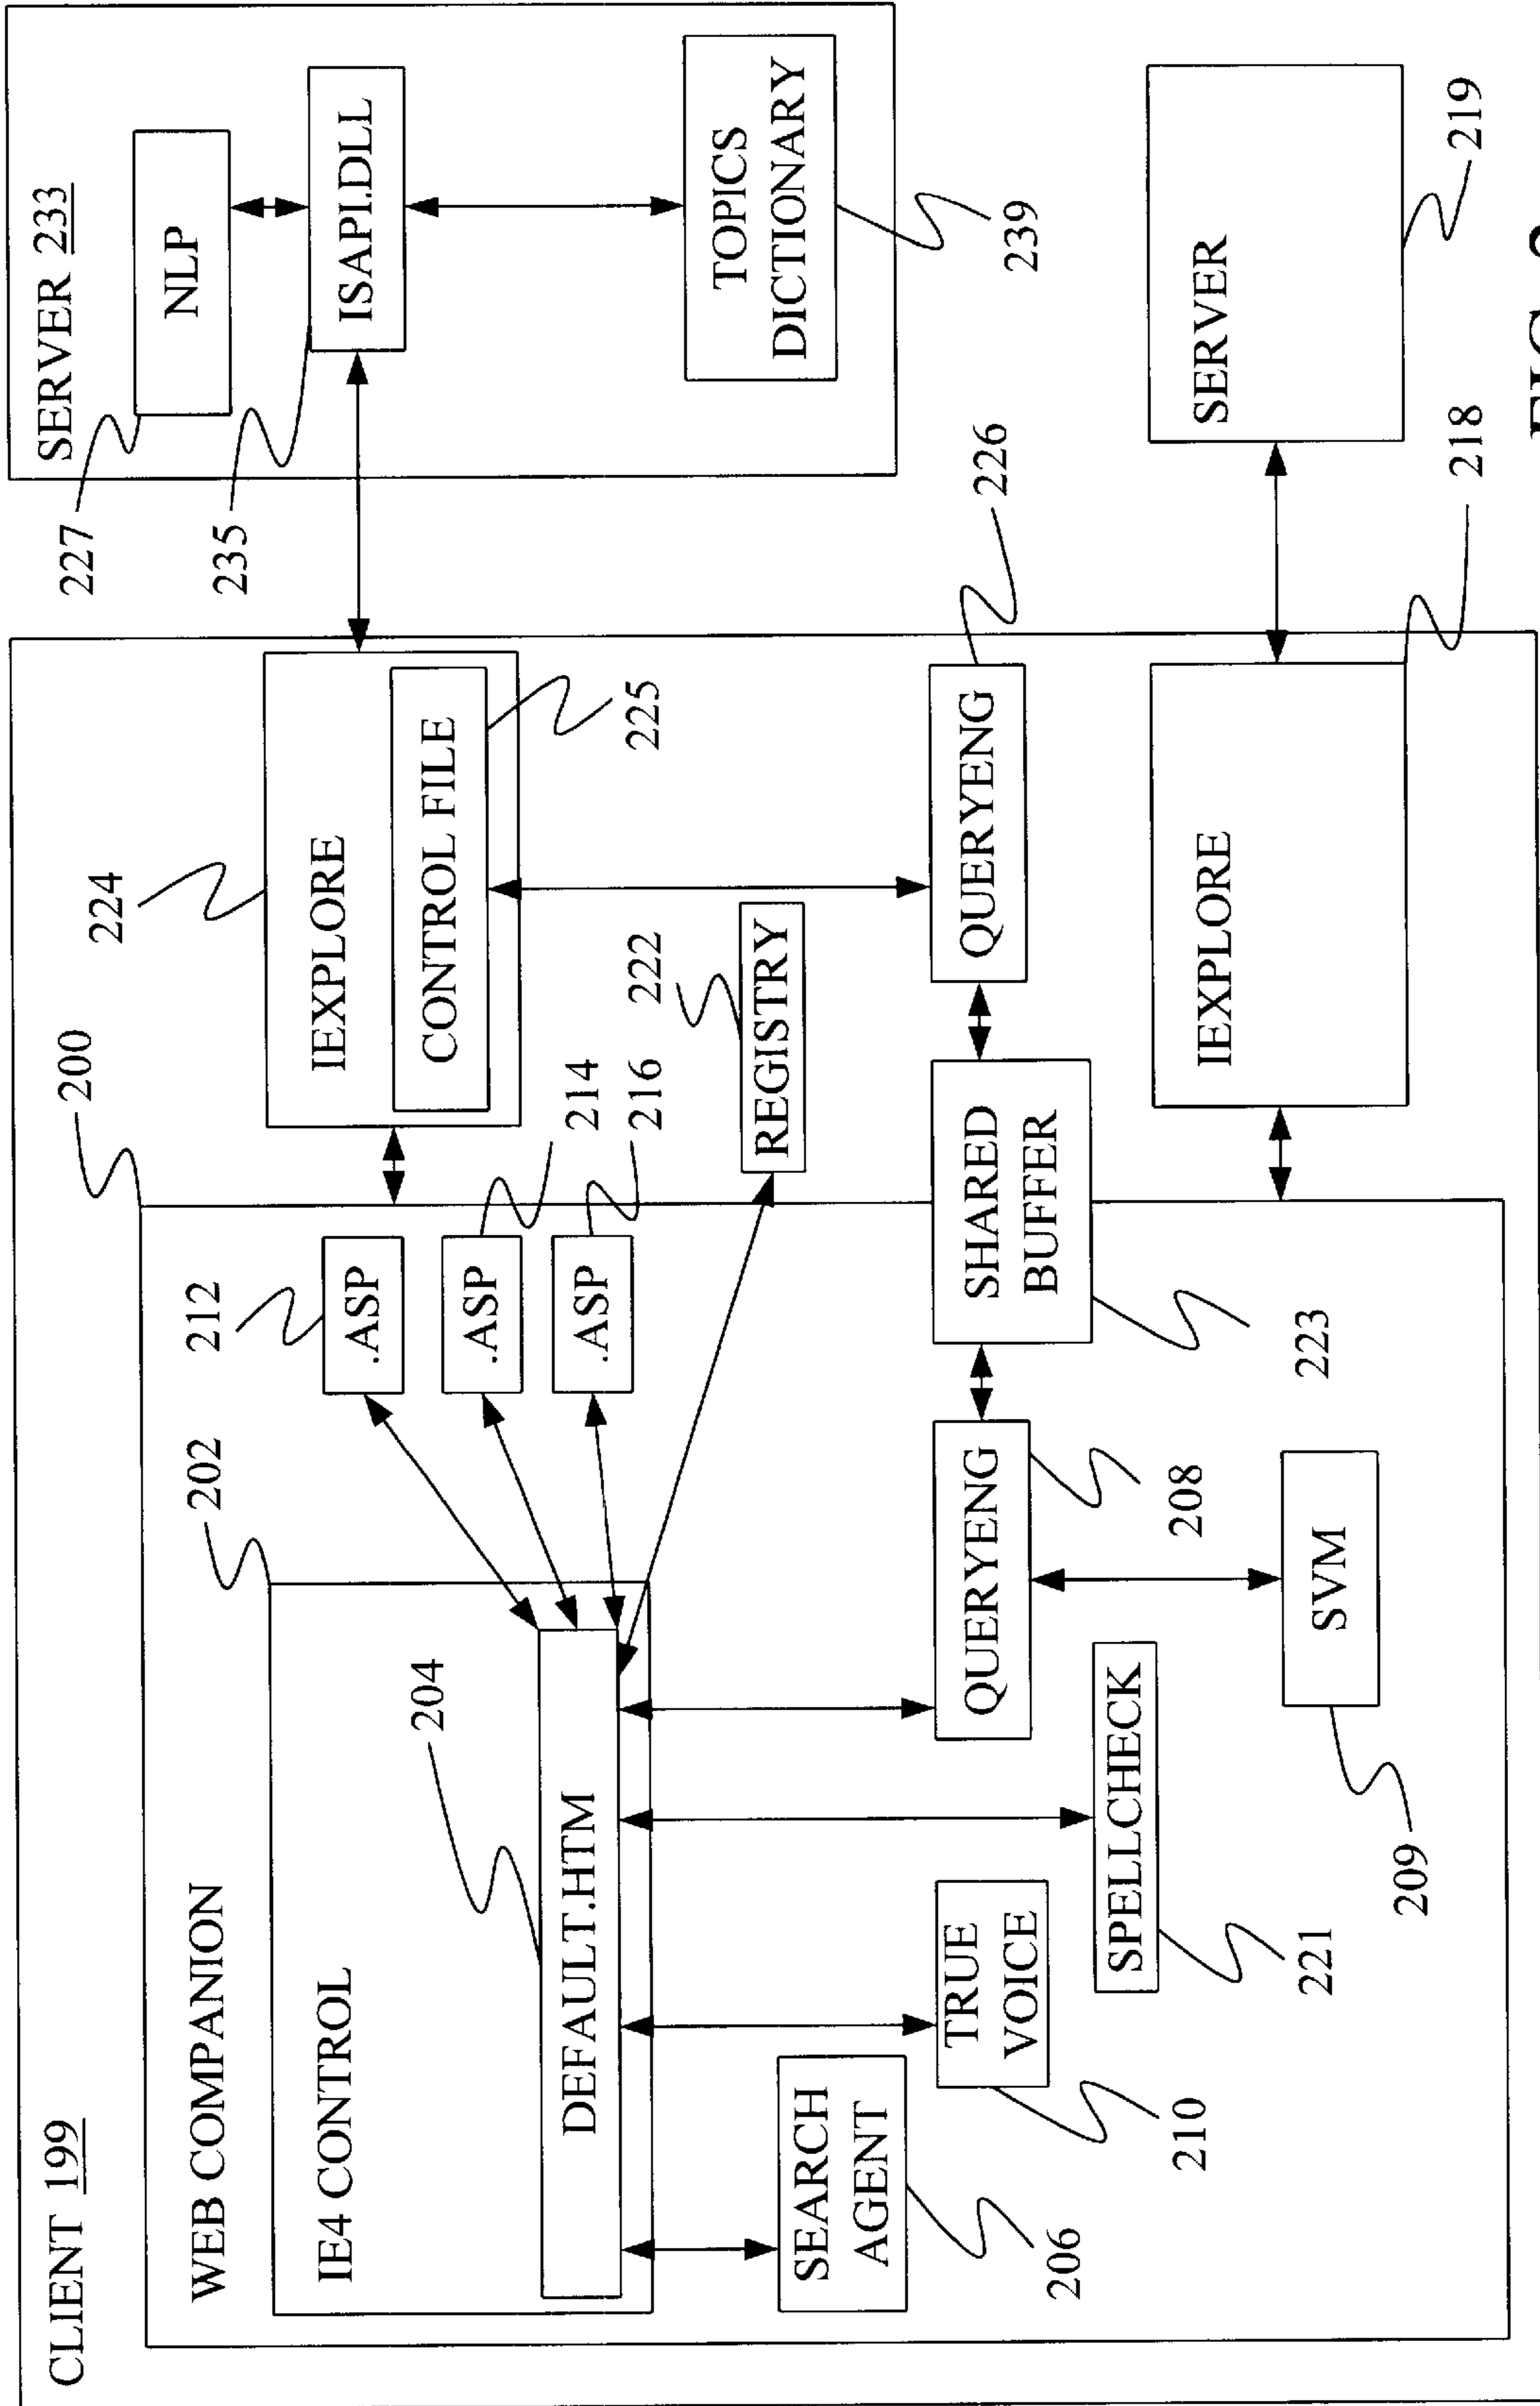 CLIENT 199
WEB COMPANION
200
IE4 CONTROL
202
DEFAULT.HTM
204
SEARCH
AGENT
206
TRUE
VOICE
210
SPELLCHECK
221
QUERYENG
208
SVM
209
.ASP
212
.ASP
214
.ASP
216
REGISTRY
222
SHARED
BUFFER
223
IEXPLORE
224
CONTROL FILE
225
QUERYENG
226
IEXPLORE
218
SERVER 233
NLP
227
ISAPI.DLL
235
TOPICS
DICTIONARY
239
SERVER
219